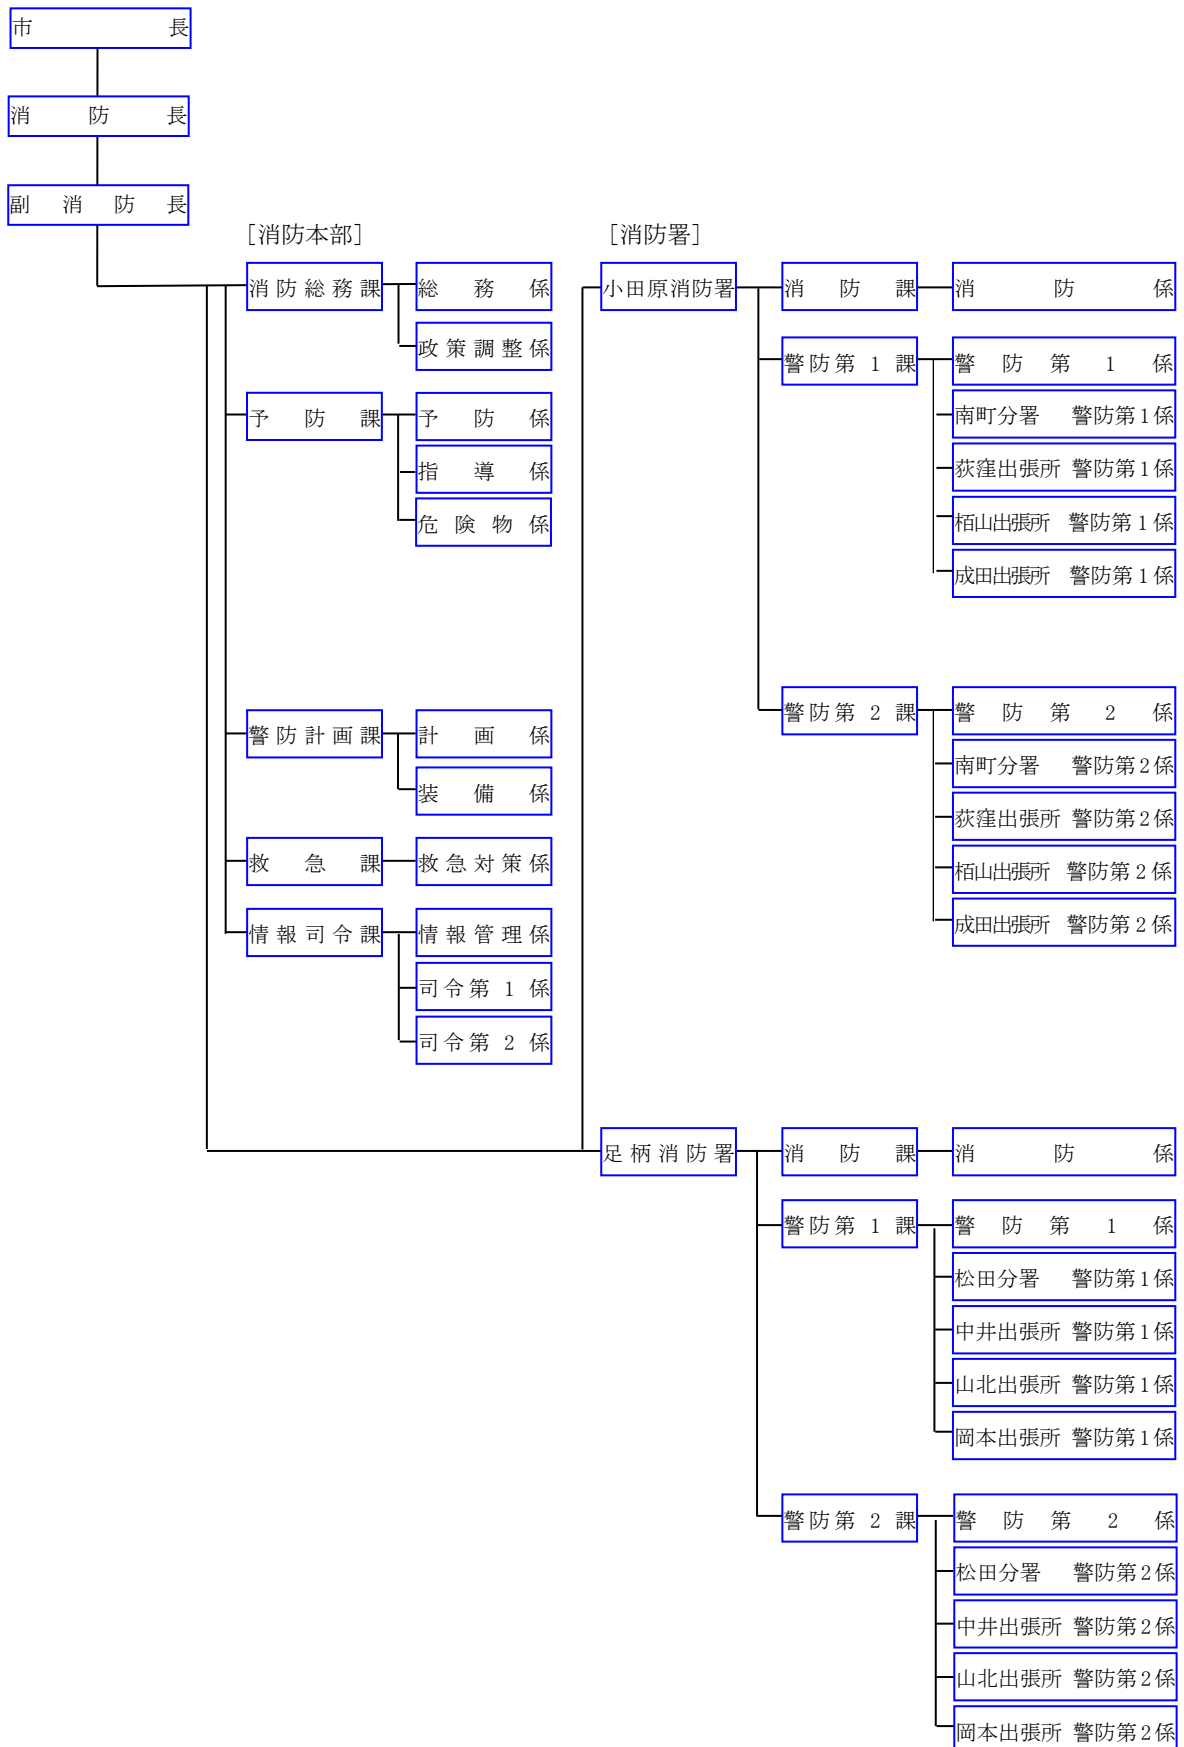 市長
消防長
副消防長
[消防本部]
消防総務課
総務係
政策調整係
予防課
予防係
指導係
危険物係
警防計画課
計画係
装備係
救急課
救急対策係
情報司令課
情報管理係
司令第1係
司令第2係
[消防署]
小田原消防署
消防課
消防係
警防第1課
警防第1係
南町分署 警防第1係
荻窪出張所 警防第1係
栢山出張所 警防第1係
成田出張所 警防第1係
警防第2課
警防第2係
南町分署 警防第2係
荻窪出張所 警防第2係
栢山出張所 警防第2係
成田出張所 警防第2係
足柄消防署
消防課
消防係
警防第1課
警防第1係
松田分署 警防第1係
中井出張所 警防第1係
山北出張所 警防第1係
岡本出張所 警防第1係
警防第2課
警防第2係
松田分署 警防第2係
中井出張所 警防第2係
山北出張所 警防第2係
岡本出張所 警防第2係